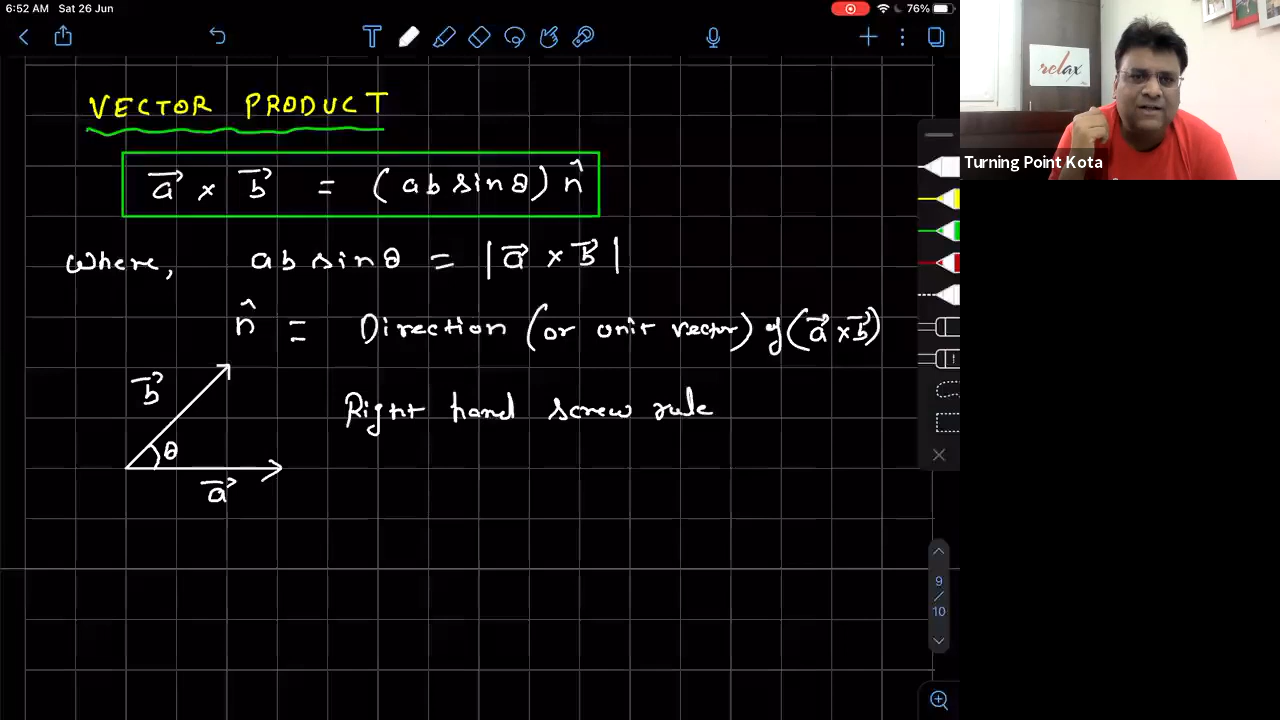 6:52 AM Sat 26 Jun
76%
VECTOR PRODUCT
a⃗ × b⃗ = (ab sinθ) n̂
where, ab sinθ = |a⃗ × b⃗|
n̂ = Direction (or unit vector) of (a⃗ × b⃗)
b⃗
Right hand screw rule
θ
a⃗
9
/
10
relax
Turning Point Kota